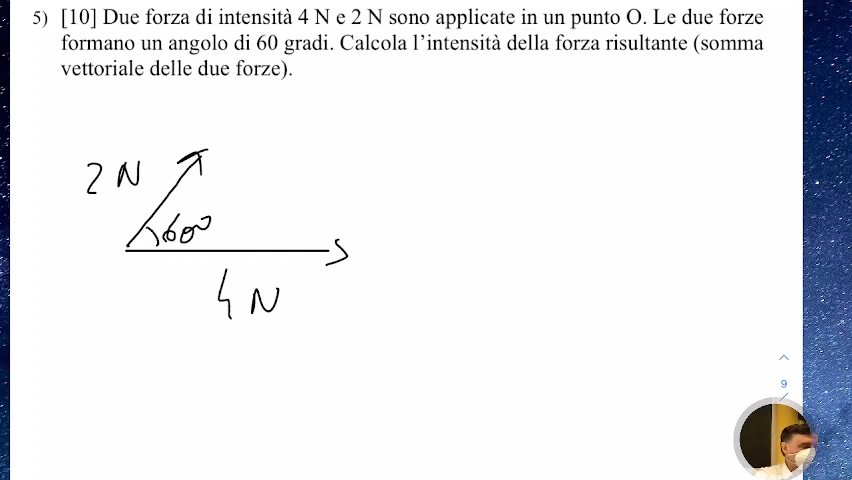 5) [10] Due forza di intensità 4 N e 2 N sono applicate in un punto O. Le due forze
formano un angolo di 60 gradi. Calcola l’intensità della forza risultante (somma
vettoriale delle due forze).
2 N
60°
4 N
9